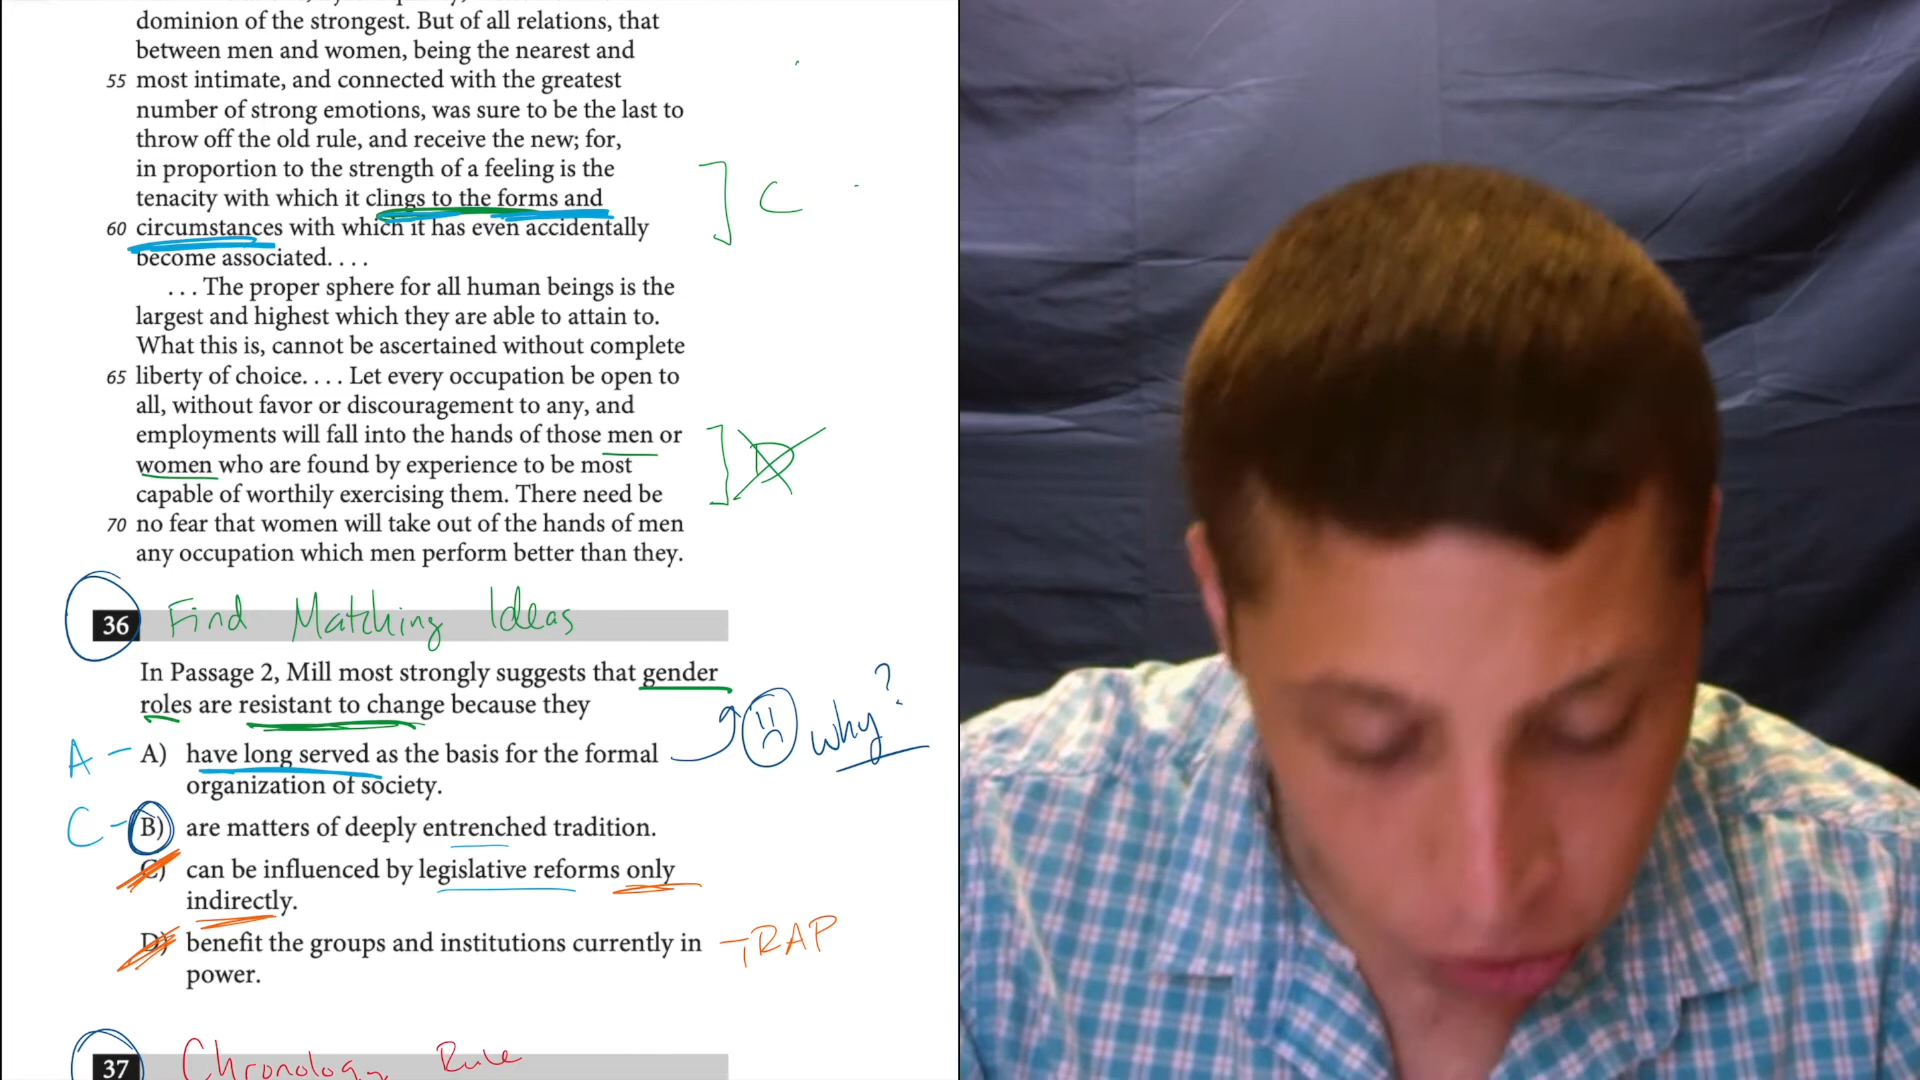 dominion of the strongest. But of all relations, that
between men and women, being the nearest and
55 most intimate, and connected with the greatest
number of strong emotions, was sure to be the last to
throw off the old rule, and receive the new; for,
in proportion to the strength of a feeling is the
tenacity with which it clings to the forms and
60 circumstances with which it has even accidentally
become associated. . . .
] C
. . . The proper sphere for all human beings is the
largest and highest which they are able to attain to.
What this is, cannot be ascertained without complete
65 liberty of choice. . . . Let every occupation be open to
all, without favor or discouragement to any, and
employments will fall into the hands of those men or
women who are found by experience to be most
capable of worthily exercising them. There need be
] D
70 no fear that women will take out of the hands of men
any occupation which men perform better than they.
36 Find Matching Ideas
In Passage 2, Mill most strongly suggests that gender
roles are resistant to change because they
why?
A – A) have long served as the basis for the formal
organization of society.
C – B) are matters of deeply entrenched tradition.
C) can be influenced by legislative reforms only
indirectly.
D) benefit the groups and institutions currently in
power.
– TRAP
37 Chronology Rule